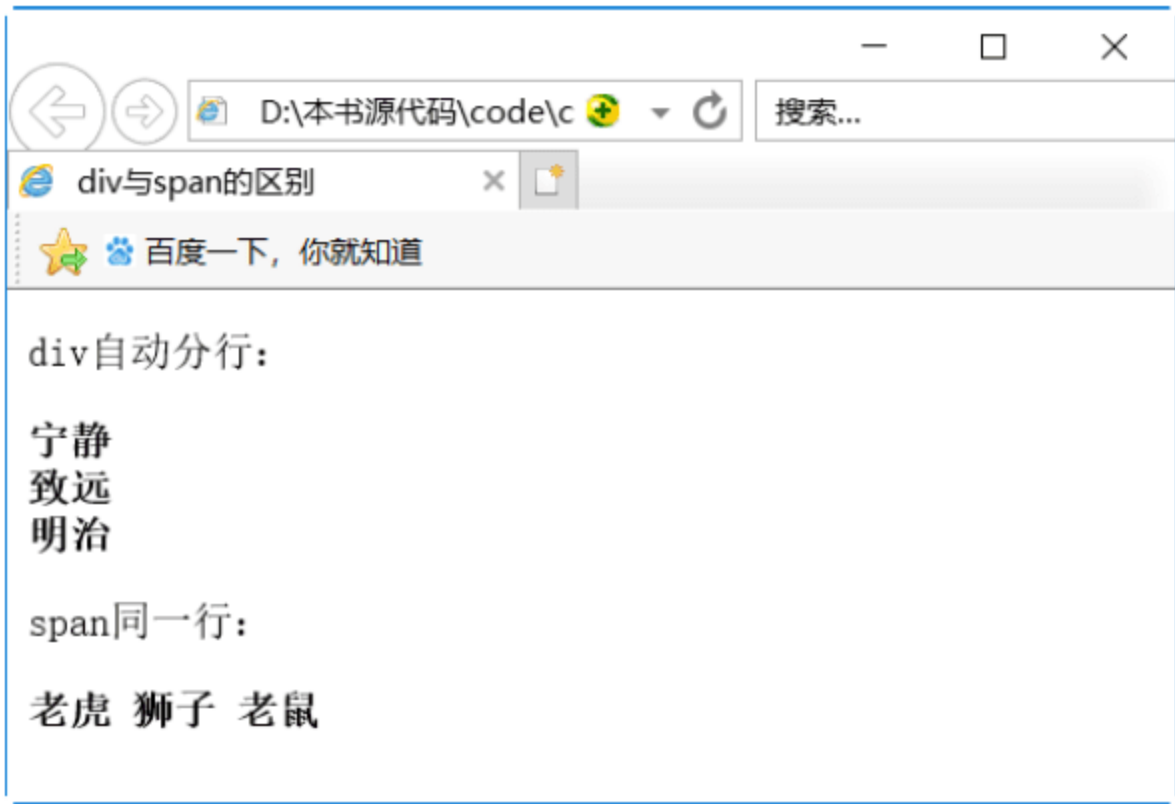 D:\本书源代码\code\c
搜索...
div与span的区别
百度一下，你就知道
div自动分行：
宁静
致远
明治
span同一行：
老虎 狮子 老鼠